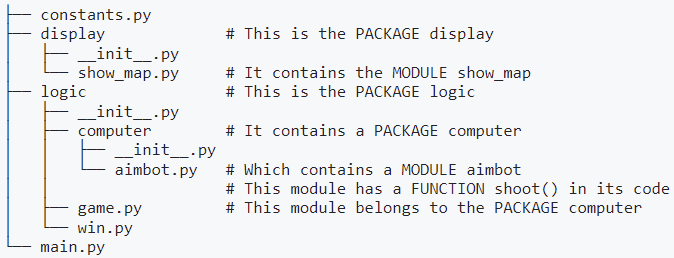 ├── constants.py
├── display             # This is the PACKAGE display
│   ├── __init__.py
│   └── show_map.py     # It contains the MODULE show_map
├── logic               # This is the PACKAGE logic
│   ├── __init__.py
│   ├── computer        # It contains a PACKAGE computer
│   │   ├── __init__.py
│   │   └── aimbot.py   # Which contains a MODULE aimbot
│   │                   # This module has a FUNCTION shoot() in its code
│   ├── game.py         # This module belongs to the PACKAGE computer
│   └── win.py
└── main.py